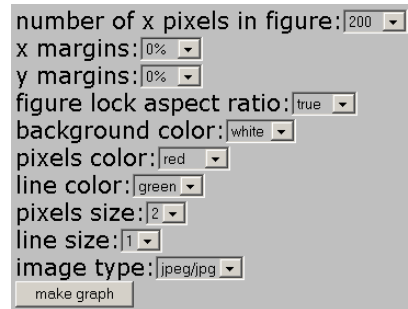 number of x pixels in figure: 200
x margins: 0%
y margins: 0%
figure lock aspect ratio: true
background color: white
pixels color: red
line color: green
pixels size: 2
line size: 1
image type: jpeg/jpg
make graph